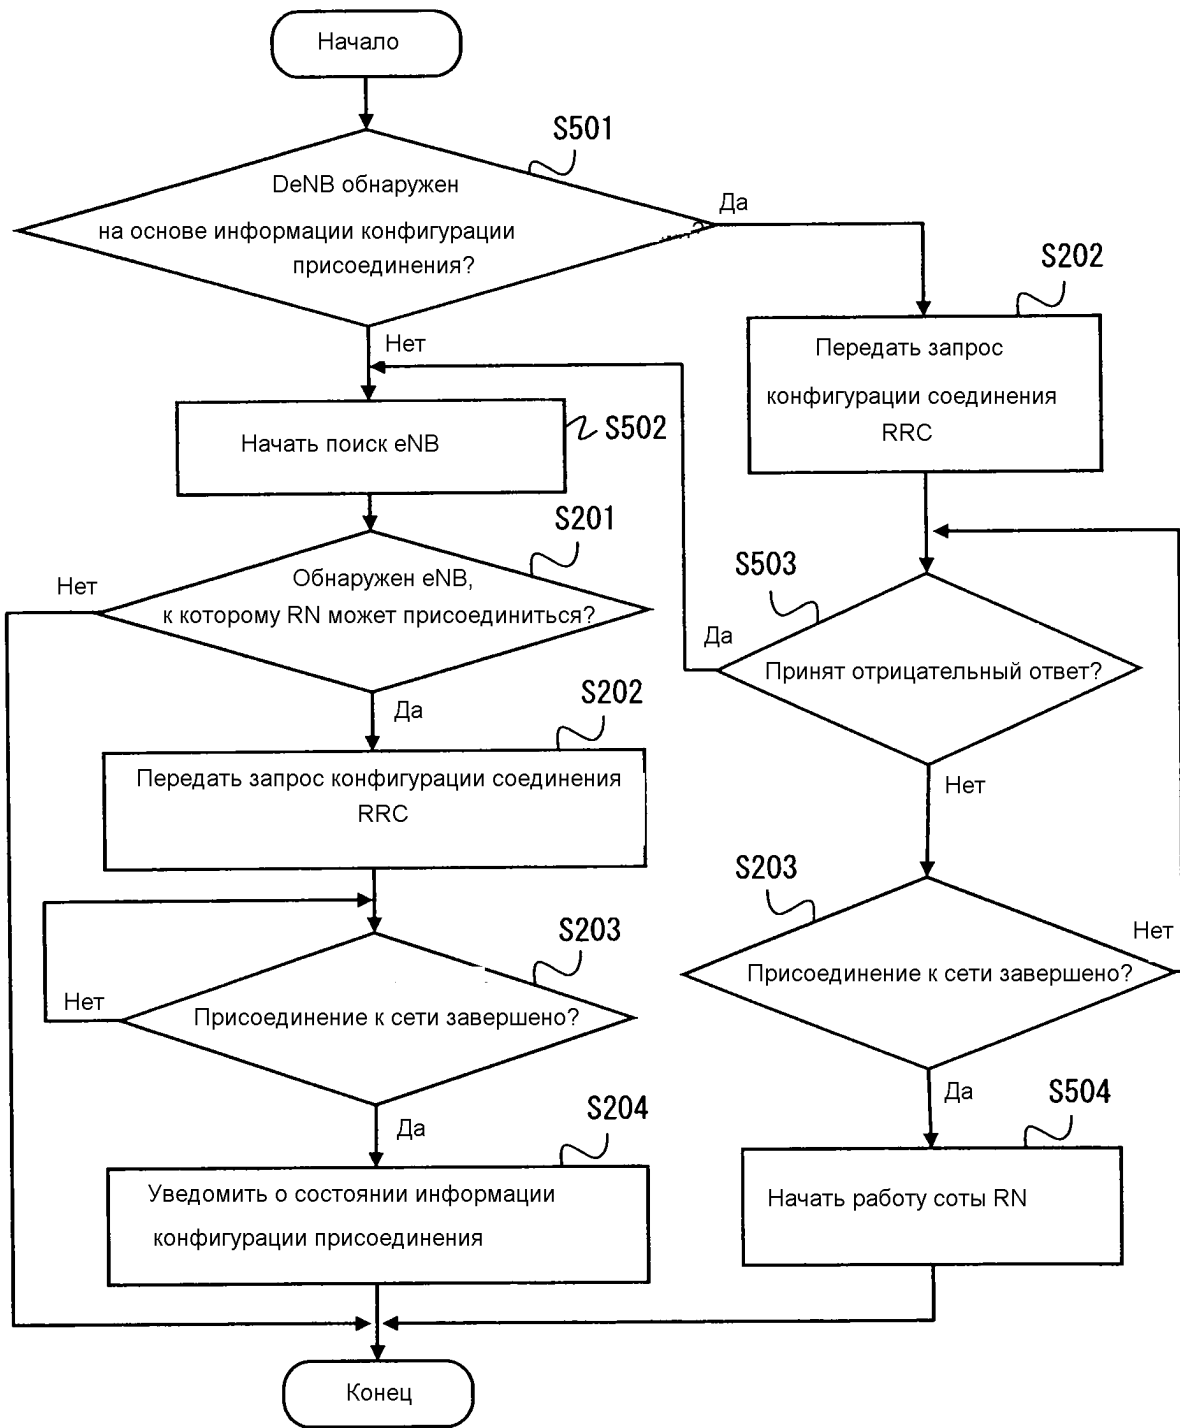 Начало
S501
DeNB обнаружен
на основе информации конфигурации
присоединения?
Да
Нет
S202
Передать запрос
конфигурации соединения
RRC
Начать поиск eNB
S502
S201
Обнаружен eNB,
к которому RN может присоединиться?
Нет
Да
S503
Да
Принят отрицательный ответ?
Нет
S202
Передать запрос конфигурации соединения
RRC
S203
Присоединение к сети завершено?
Нет
Да
S203
Присоединение к сети завершено?
Нет
Да
S204
Уведомить о состоянии информации
конфигурации присоединения
S504
Начать работу соты RN
Конец